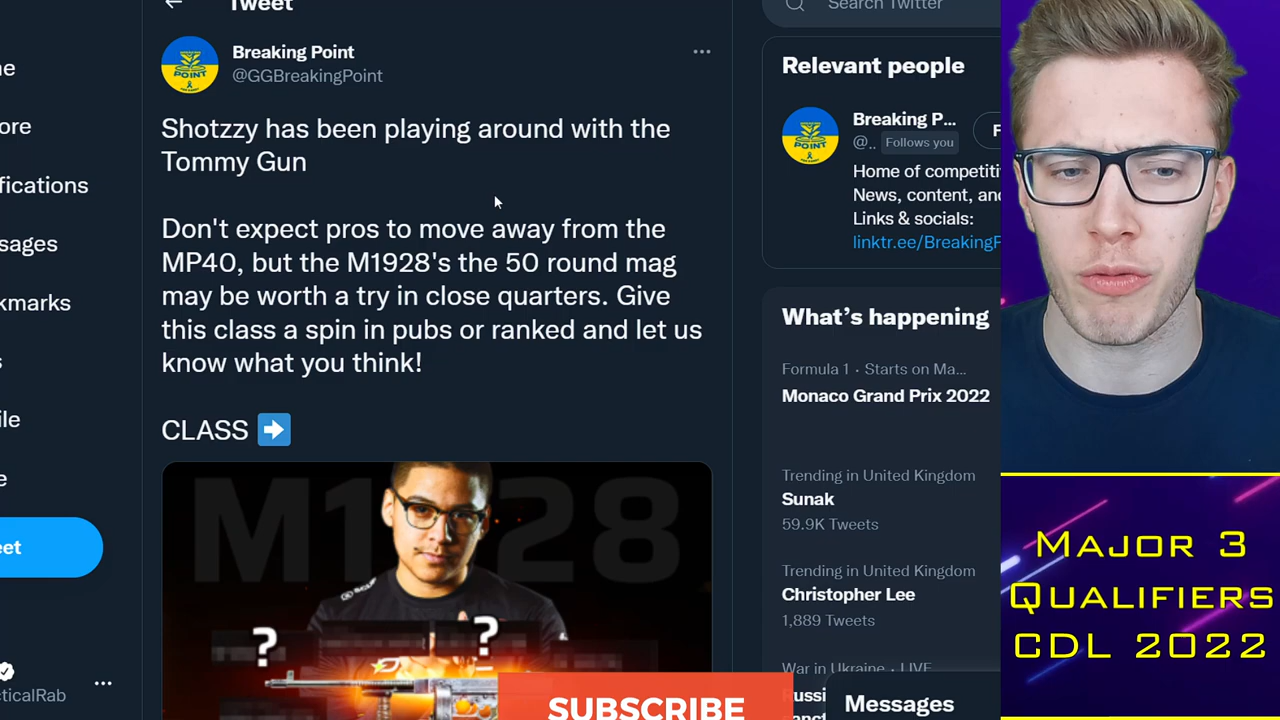 Tweet
Search Twitter
Breaking Point
@GGBreakingPoint
Shotzzy has been playing around with the
Tommy Gun
Don't expect pros to move away from the
MP40, but the M1928's the 50 round mag
may be worth a try in close quarters. Give
this class a spin in pubs or ranked and let us
know what you think!
CLASS ➡
M1928
? ?
POINT
SUBSCRIBE
e
ore
fications
sages
kmarks
s
ile
e
eet
cticalRab
Relevant people
Breaking P...
@.. Follows you
F
POINT
Home of competiti
News, content, and
Links & socials:
linktr.ee/BreakingF
What's happening
Formula 1 · Starts on Ma...
Monaco Grand Prix 2022
Trending in United Kingdom
Sunak
59.9K Tweets
Trending in United Kingdom
Christopher Lee
1,889 Tweets
War in Ukraine · LIVE
Russi
Messages
Major 3
Qualifiers
CDL 2022